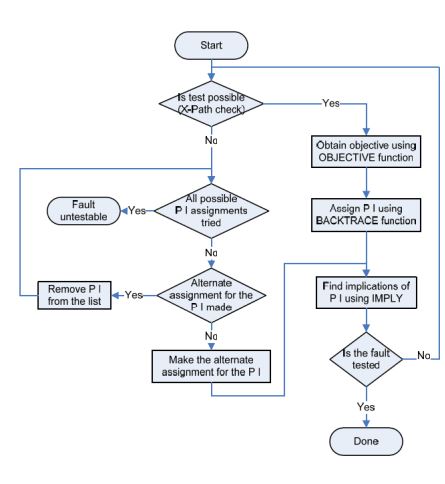 Start
Is test possible
(X-Path check)
Yes
No
Obtain objective using
OBJECTIVE function
All possible
P I assignments
tried
Yes
Fault
untestable
Assign P I using
BACKTRACE function
No
Alternate
assignment for the
P I made
Yes
Remove P I
from the list
Find implications of
P I using IMPLY
No
Make the alternate
assignment for the P I
Is the fault
tested
No
Yes
Done